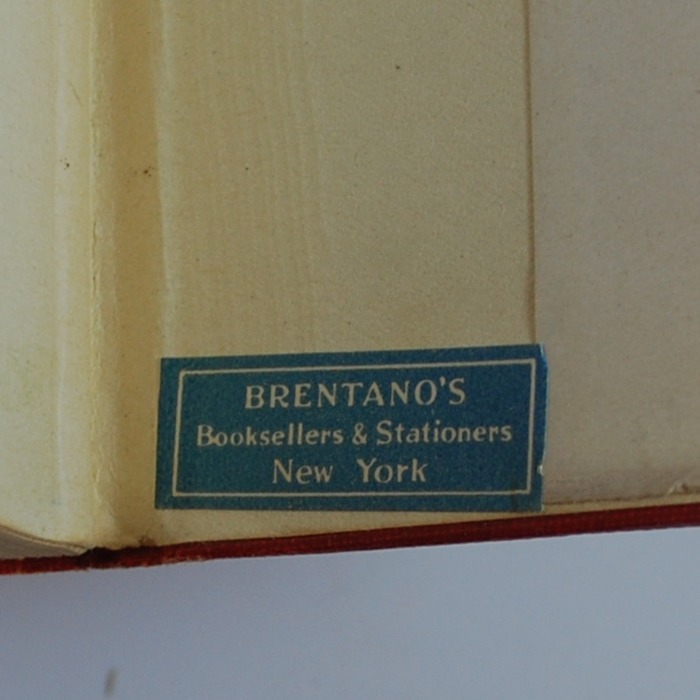 BRENTANO'S
Booksellers & Stationers
New York